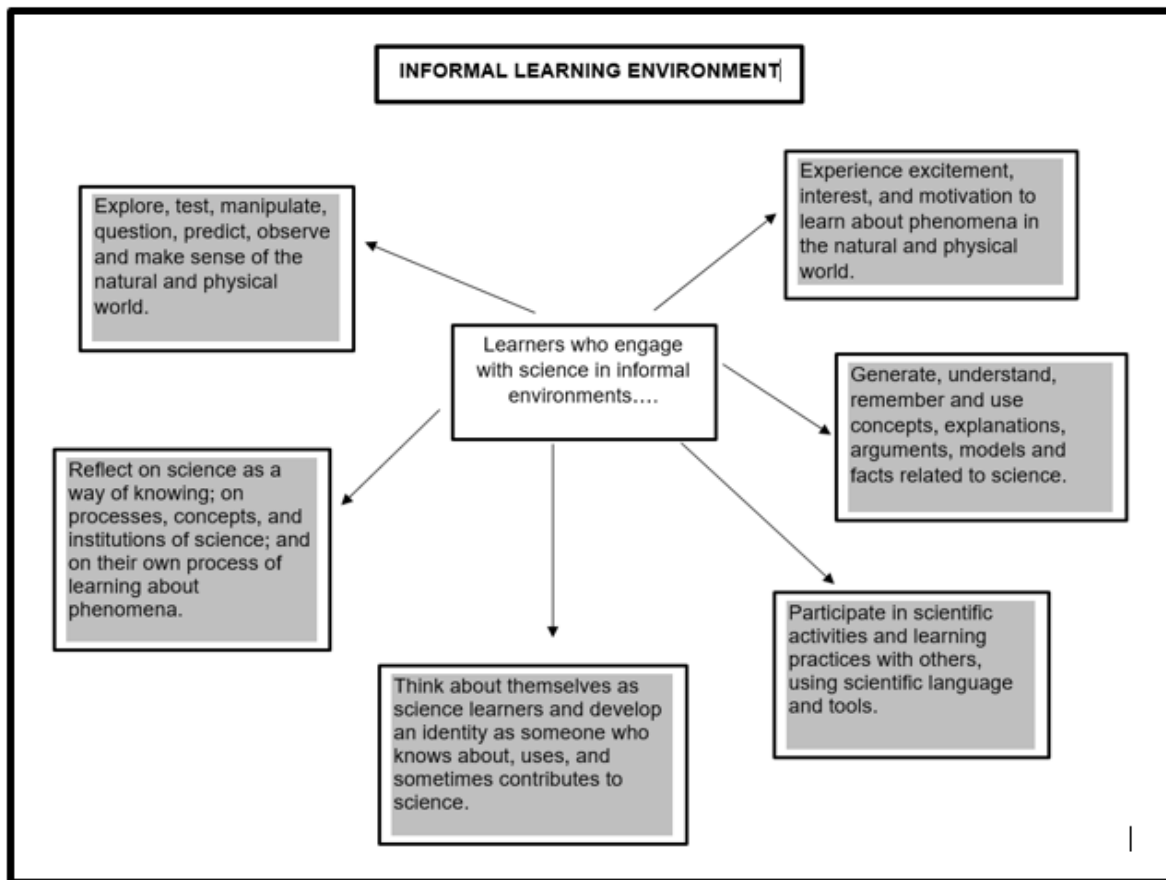 INFORMAL LEARNING ENVIRONMENT
Experience excitement,
interest, and motivation to
learn about phenomena in
the natural and physical
world.
Explore, test, manipulate,
question, predict, observe
and make sense of the
natural and physical
world.
Learners who engage
with science in informal
environments….
Generate, understand,
remember and use
concepts, explanations,
arguments, models and
facts related to science.
Reflect on science as a
way of knowing; on
processes, concepts, and
institutions of science; and
on their own process of
learning about
phenomena.
Participate in scientific
activities and learning
practices with others,
using scientific language
and tools.
Think about themselves as
science learners and develop
an identity as someone who
knows about, uses, and
sometimes contributes to
science.